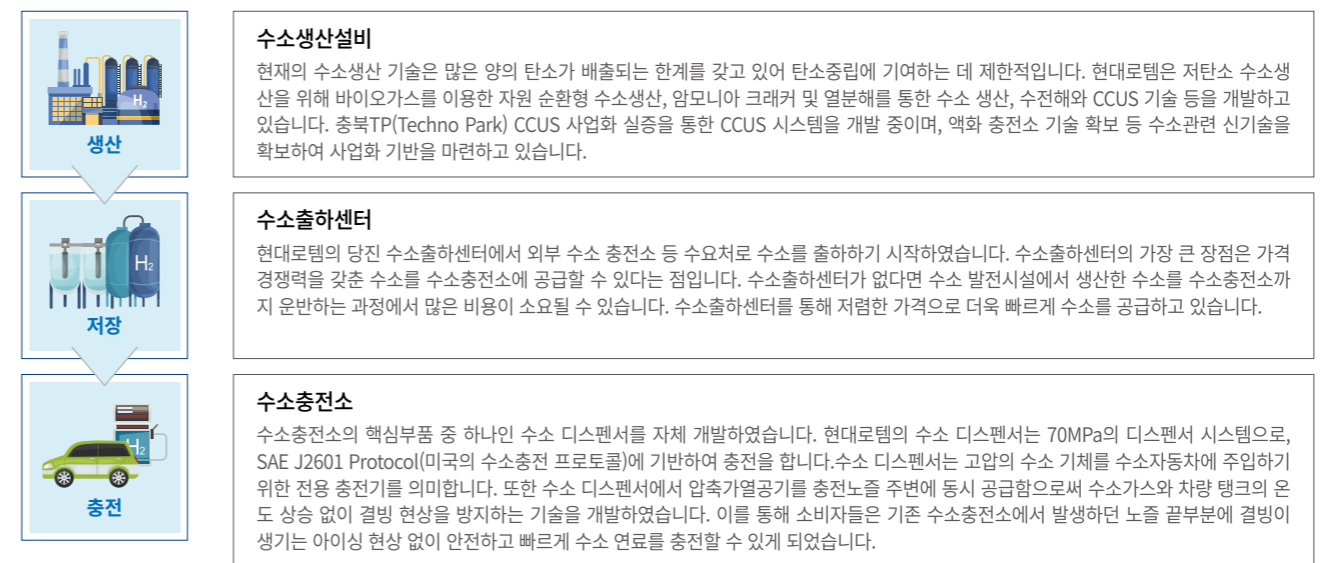 H₂
생산
수소생산설비
현재의 수소생산 기술은 많은 양의 탄소가 배출되는 한계를 갖고 있어 탄소중립에 기여하는 데 제한적입니다. 현대로템은 저탄소 수소생
산을 위해 바이오가스를 이용한 자원 순환형 수소생산, 암모니아 크래커 및 열분해를 통한 수소 생산, 수전해와 CCUS 기술 등을 개발하고
있습니다. 충북TP(Techno Park) CCUS 사업화 실증을 통한 CCUS 시스템을 개발 중이며, 액화 충전소 기술 확보 등 수소관련 신기술을
확보하여 사업화 기반을 마련하고 있습니다.
H₂
저장
수소출하센터
현대로템의 당진 수소출하센터에서 외부 수소 충전소 등 수요처로 수소를 출하하기 시작하였습니다. 수소출하센터의 가장 큰 장점은 가격
경쟁력을 갖춘 수소를 수소충전소에 공급할 수 있다는 점입니다. 수소출하센터가 없다면 수소 발전시설에서 생산한 수소를 수소충전소까
지 운반하는 과정에서 많은 비용이 소요될 수 있습니다. 수소출하센터를 통해 저렴한 가격으로 더욱 빠르게 수소를 공급하고 있습니다.
H₂
충전
수소충전소
수소충전소의 핵심부품 중 하나인 수소 디스펜서를 자체 개발하였습니다. 현대로템의 수소 디스펜서는 70MPa의 디스펜서 시스템으로,
SAE J2601 Protocol(미국의 수소충전 프로토콜)에 기반하여 충전을 합니다.수소 디스펜서는 고압의 수소 기체를 수소자동차에 주입하기
위한 전용 충전기를 의미합니다. 또한 수소 디스펜서에서 압축가열공기를 충전노즐 주변에 동시 공급함으로써 수소가스와 차량 탱크의 온
도 상승 없이 결빙 현상을 방지하는 기술을 개발하였습니다. 이를 통해 소비자들은 기존 수소충전소에서 발생하던 노즐 끝부분에 결빙이
생기는 아이싱 현상 없이 안전하고 빠르게 수소 연료를 충전할 수 있게 되었습니다.